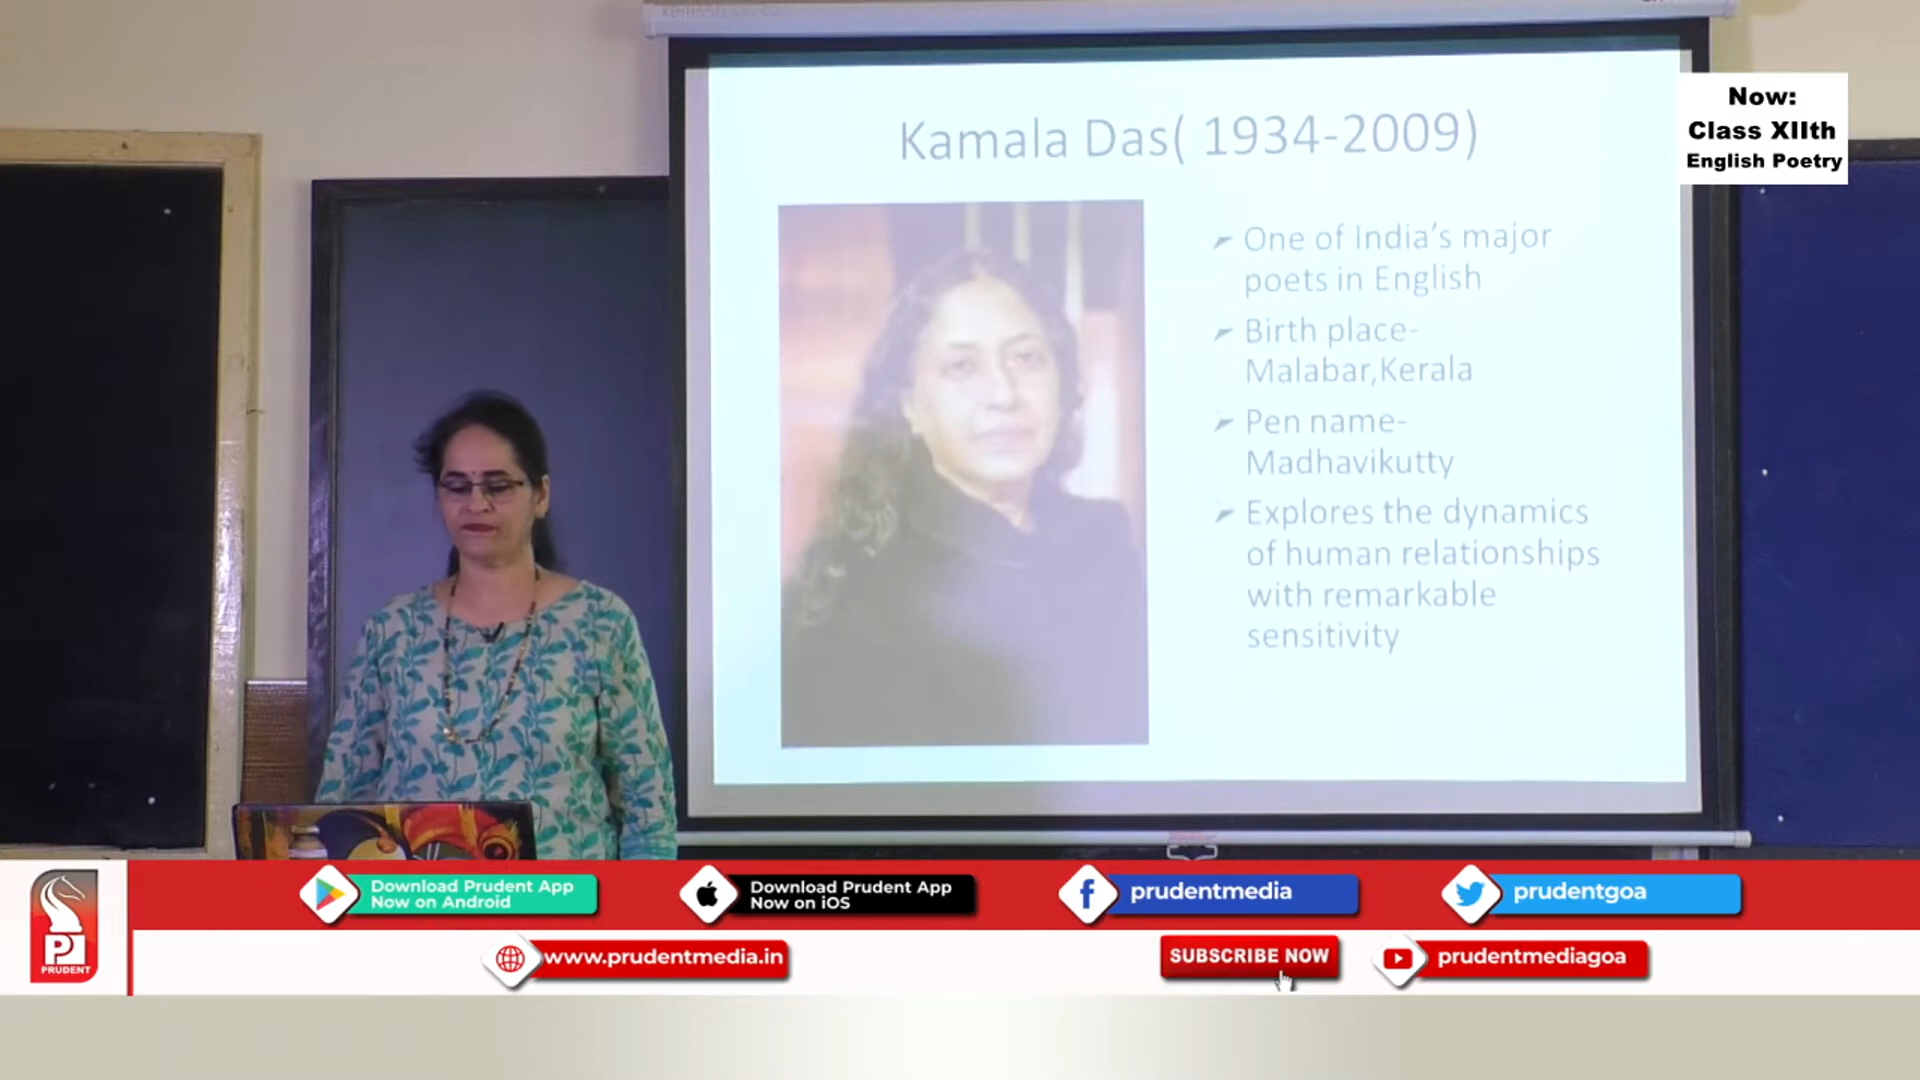 Kamala Das( 1934-2009)
Now:
Class XIIth
English Poetry
One of India's major
poets in English
Birth place-
Malabar,Kerala
Pen name-
Madhavikutty
Explores the dynamics
of human relationships
with remarkable
sensitivity
Download Prudent App
Now on Android
Download Prudent App
Now on iOS
prudentmedia
prudentgoa
PRUDENT
www.prudentmedia.in
SUBSCRIBE NOW
prudentmediagoa